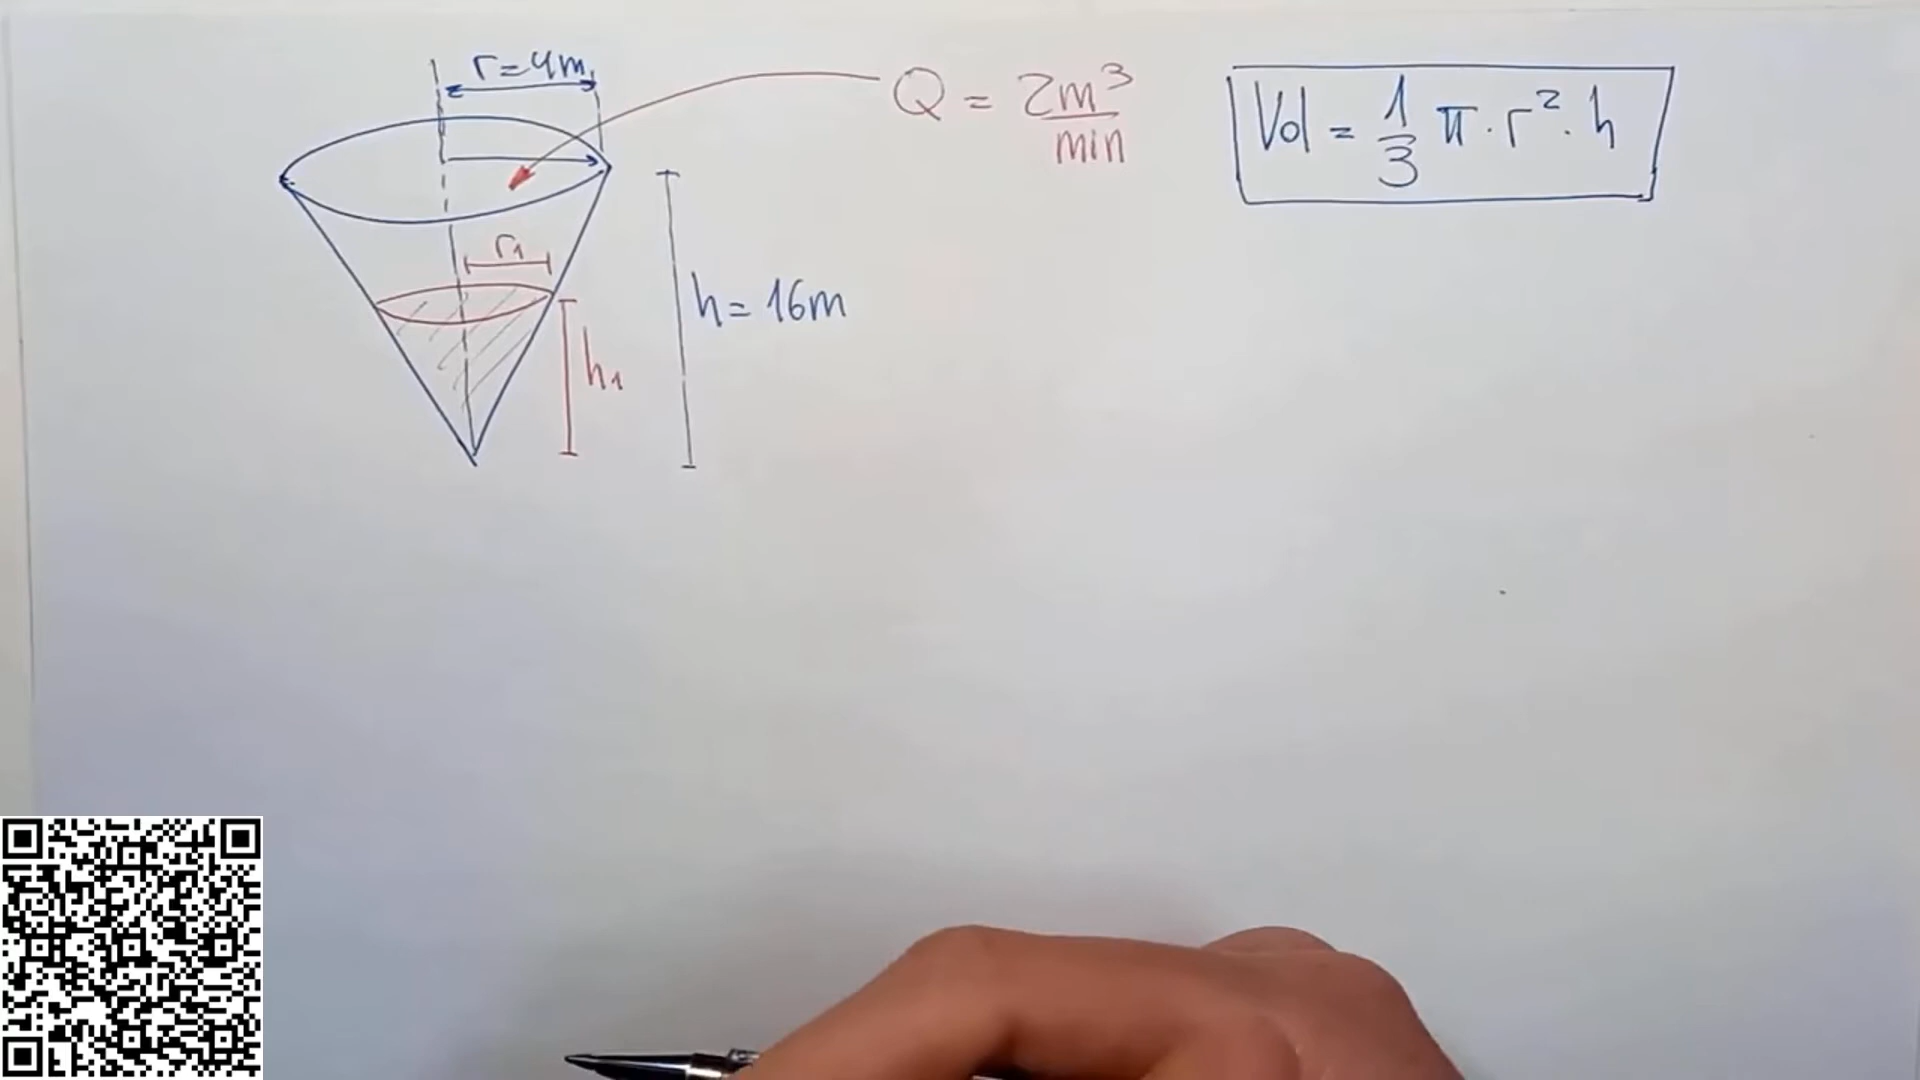 r=4m
Q = 2m³/min
Vol = 1/3 π·r²·h
r₁
h=16m
h₁